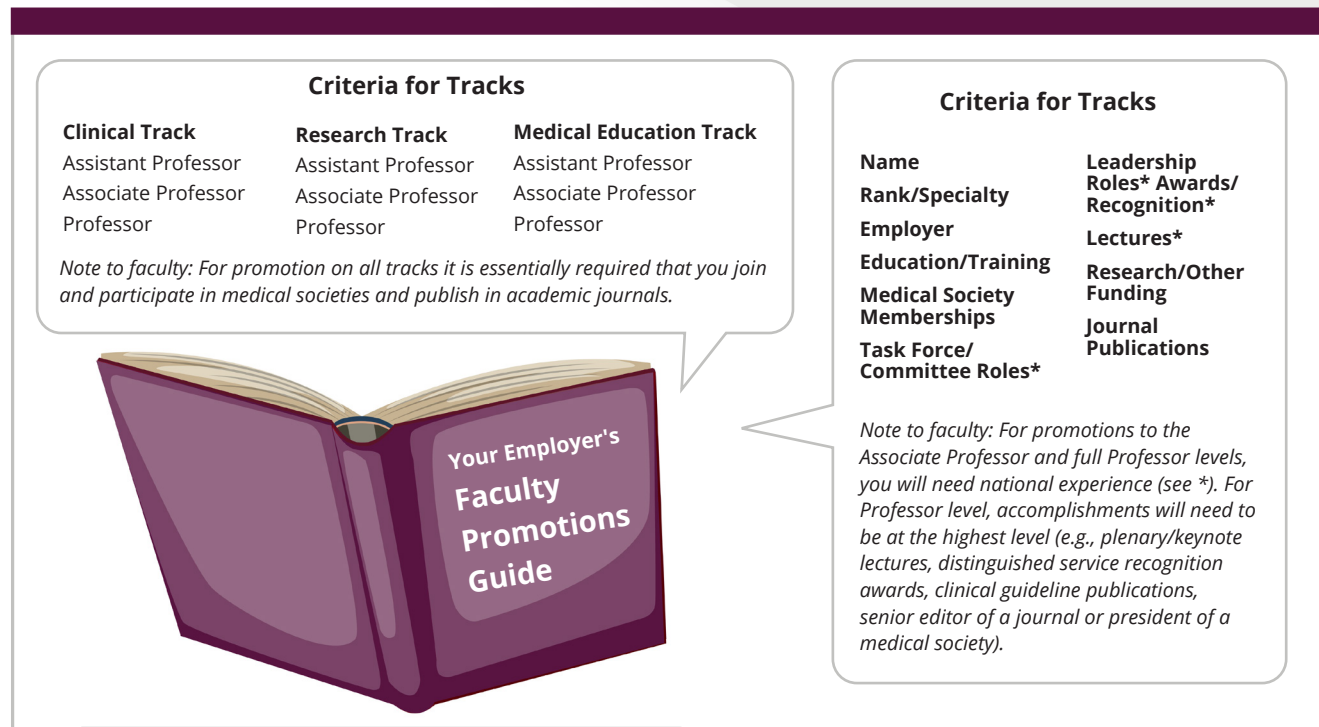 Criteria for Tracks
Clinical Track
Assistant Professor
Associate Professor
Professor
Research Track
Assistant Professor
Associate Professor
Professor
Medical Education Track
Assistant Professor
Associate Professor
Professor
Note to faculty: For promotion on all tracks it is essentially required that you join
and participate in medical societies and publish in academic journals.
Your Employer's
Faculty
Promotions
Guide
Criteria for Tracks
Name
Rank/Specialty
Employer
Education/Training
Medical Society
Memberships
Task Force/
Committee Roles*
Leadership
Roles* Awards/
Recognition*
Lectures*
Research/Other
Funding
Journal
Publications
Note to faculty: For promotions to the
Associate Professor and full Professor levels,
you will need national experience (see *). For
Professor level, accomplishments will need to
be at the highest level (e.g., plenary/keynote
lectures, distinguished service recognition
awards, clinical guideline publications,
senior editor of a journal or president of a
medical society).